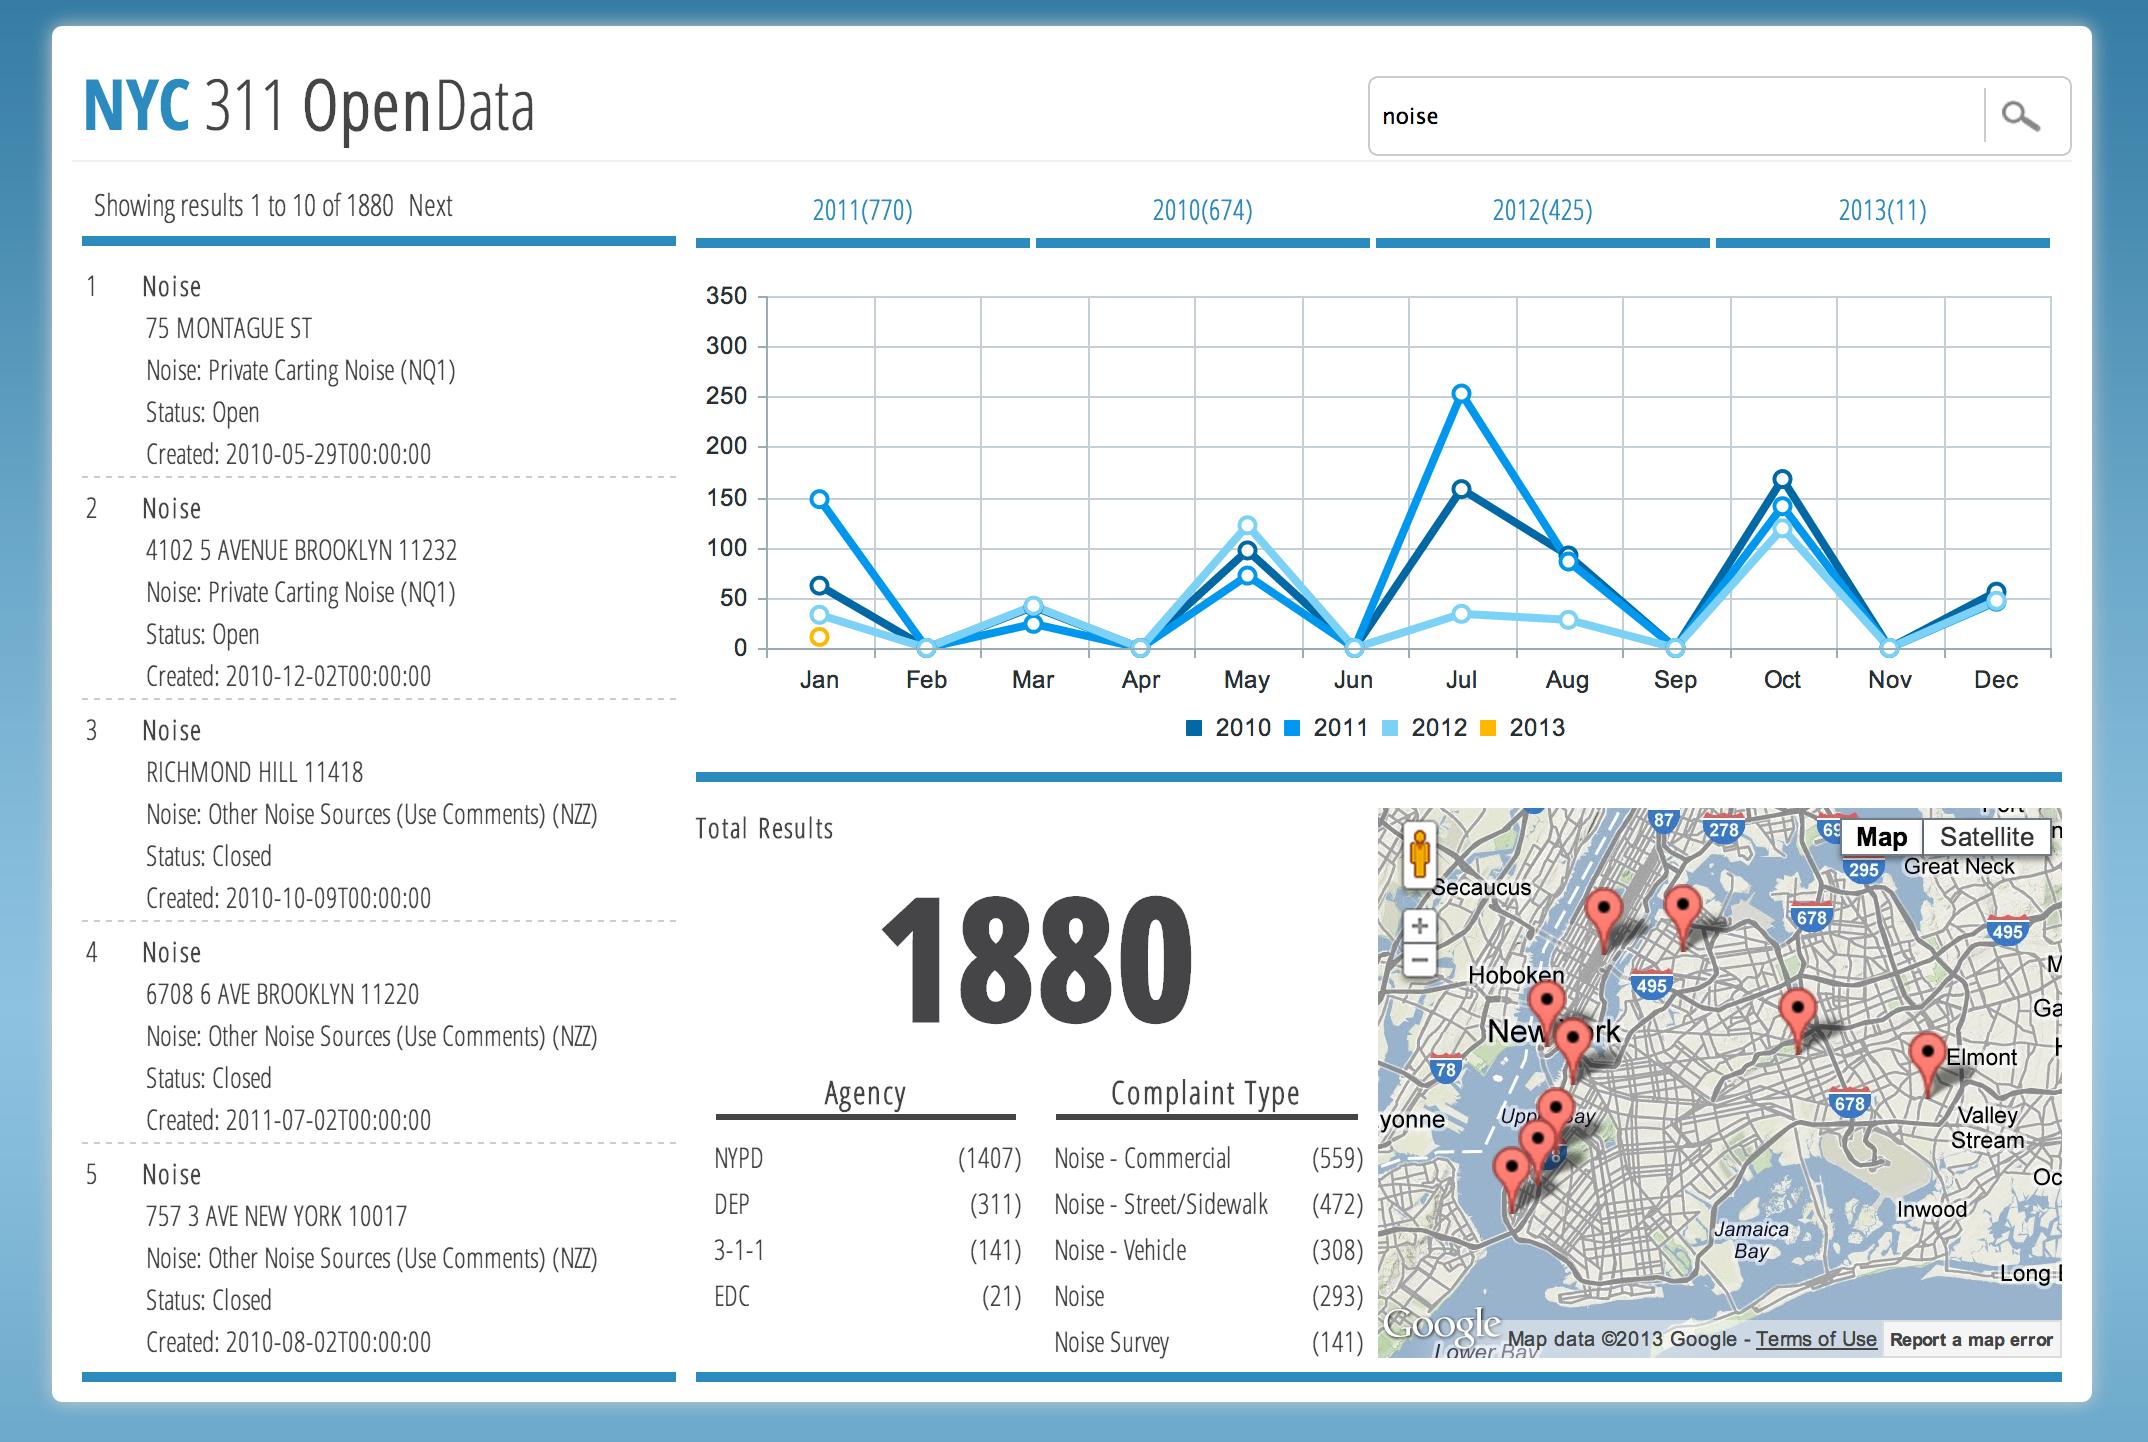 NYC 311 OpenData
noise
Showing results 1 to 10 of 1880 Next
2011(770) 2010(674) 2012(425) 2013(11)
1 Noise
75 MONTAGUE ST
Noise: Private Carting Noise (NQ1)
Status: Open
Created: 2010-05-29T00:00:00
2 Noise
4102 5 AVENUE BROOKLYN 11232
Noise: Private Carting Noise (NQ1)
Status: Open
Created: 2010-12-02T00:00:00
3 Noise
RICHMOND HILL 11418
Noise: Other Noise Sources (Use Comments) (NZZ)
Status: Closed
Created: 2010-10-09T00:00:00
4 Noise
6708 6 AVE BROOKLYN 11220
Noise: Other Noise Sources (Use Comments) (NZZ)
Status: Closed
Created: 2011-07-02T00:00:00
5 Noise
757 3 AVE NEW YORK 10017
Noise: Other Noise Sources (Use Comments) (NZZ)
Status: Closed
Created: 2010-08-02T00:00:00
350
300
250
200
150
100
50
0
Jan Feb Mar Apr May Jun Jul Aug Sep Oct Nov Dec
2010 2011 2012 2013
Total Results
1880
Agency
NYPD (1407)
DEP (311)
3-1-1 (141)
EDC (21)
Complaint Type
Noise - Commercial (559)
Noise - Street/Sidewalk (472)
Noise - Vehicle (308)
Noise (293)
Noise Survey (141)
87
278
Map Satellite
295
Great Neck
Secaucus
678
495
Hoboken
495
New
78
Elmont
678
Valley
Stream
Inwood
Jamaica
Bay
Long
Google
Map data ©2013 Google - Terms of Use
Report a map error
Lower Bay